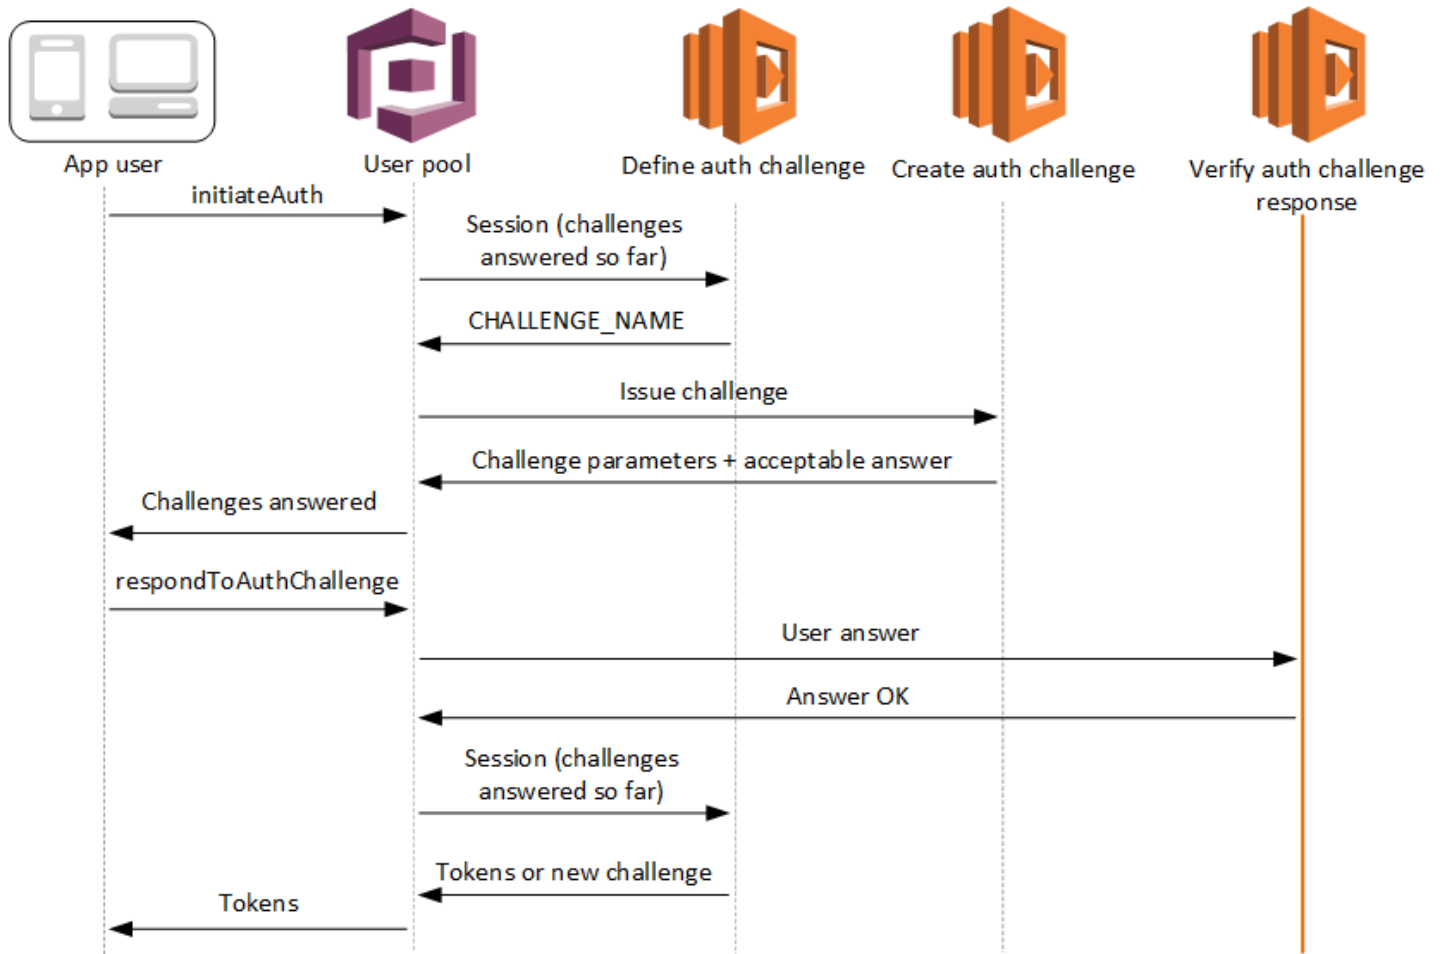 App user
User pool
Define auth challenge
Create auth challenge
Verify auth challenge
response
initiateAuth
Session (challenges
answered so far)
CHALLENGE_NAME
Issue challenge
Challenge parameters + acceptable answer
Challenges answered
respondToAuthChallenge
User answer
Answer OK
Session (challenges
answered so far)
Tokens or new challenge
Tokens